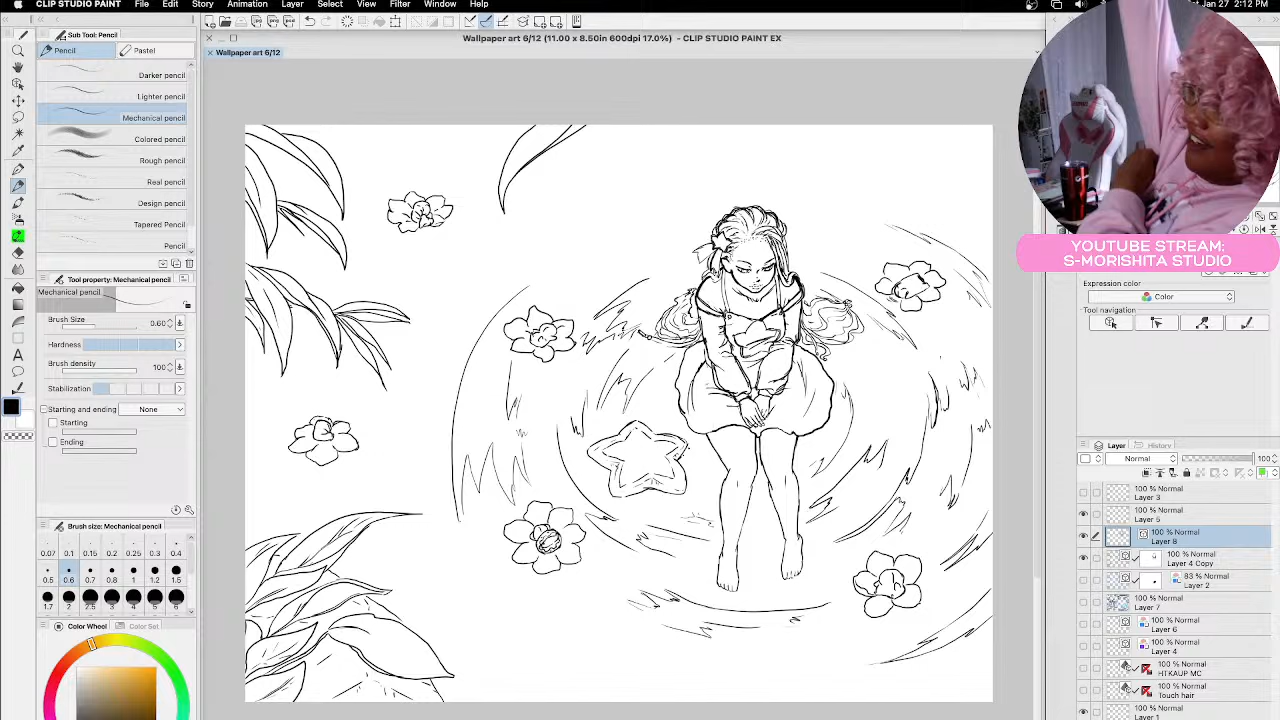 CLIP STUDIO PAINT File Edit Story Animation Layer Select View Filter Window Help
Sat Jan 27 2:12 PM
Sub Tool: Pencil
Wallpaper art 6/12 (11.00 x 8.50in 600dpi 17.0%) - CLIP STUDIO PAINT EX
Pencil Pastel
Wallpaper art 6/12
Darker pencil
Lighter pencil
Mechanical pencil
Colored pencil
Rough pencil
Real pencil
Design pencil
Tapered Pencil
Pencil
YOUTUBE STREAM:
S-MORISHITA STUDIO
Tool property: Mechanical pencil
Mechanical pencil
Brush Size 0.60
Hardness
Brush density 100
Stabilization
Starting and ending None
Starting
Ending
Expression color
Color
Tool navigation
Layer History
Normal 100
100 % Normal
Layer 3
100 % Normal
Layer 5
100 % Normal
Layer 8
100 % Normal
Layer 4 Copy
83 % Normal
Layer 2
100 % Normal
Layer 7
100 % Normal
Layer 6
100 % Normal
Layer 4
100 % Normal
HTKAUP MC
100 % Normal
Touch hair
100 % Normal
Brush size: Mechanical pencil
0.07 0.1 0.15 0.2 0.25 0.3 0.4
0.5 0.6 0.7 0.8 1 1.2 1.5
1.7 2 2.5 3 4 5 6
Color Wheel Color Set